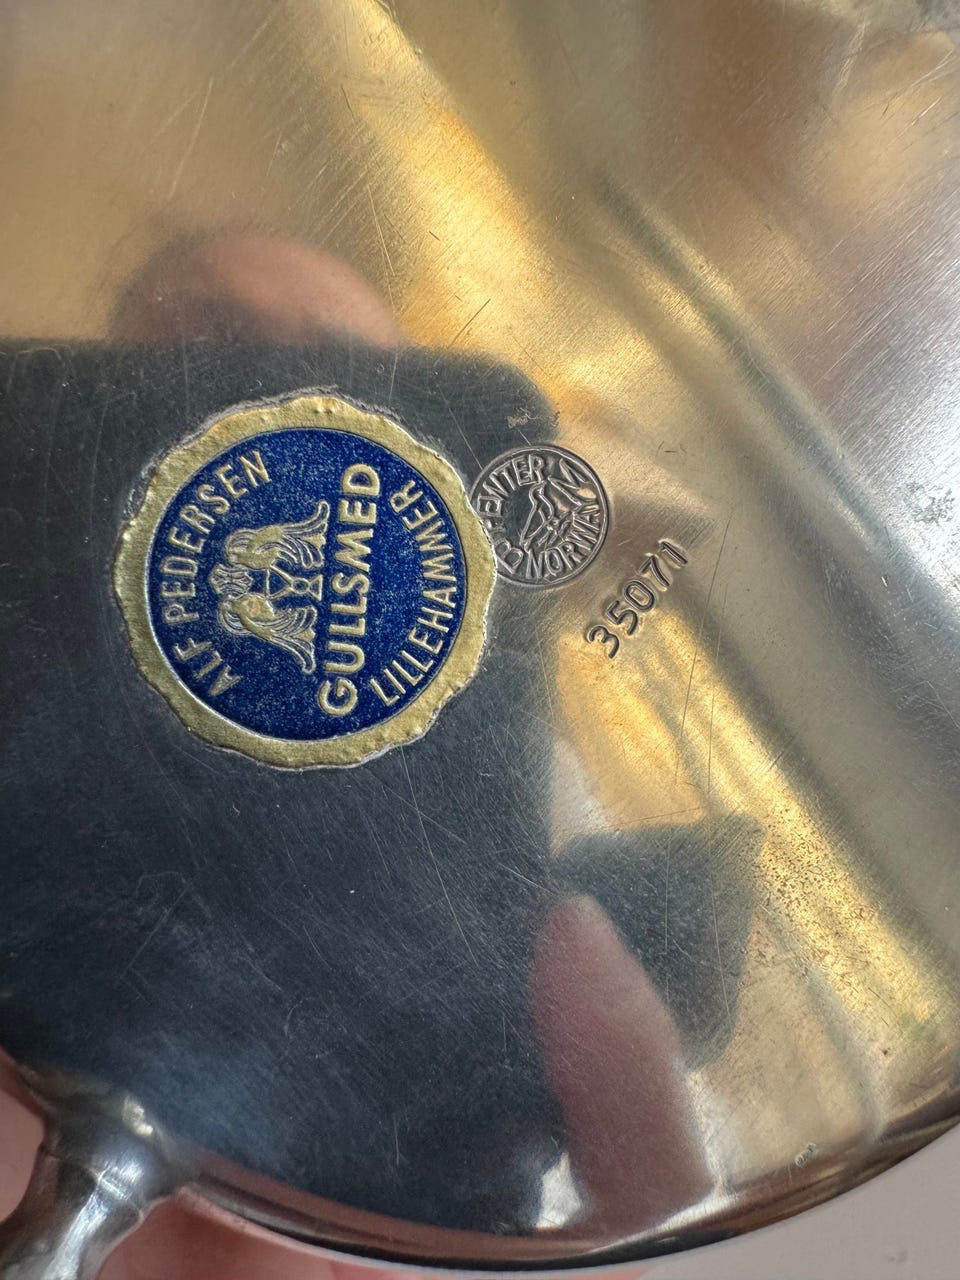 ALF PEDERSEN
GULLSMED
LILLEHAMMER
PEWTER
B M
NORWAY
35071